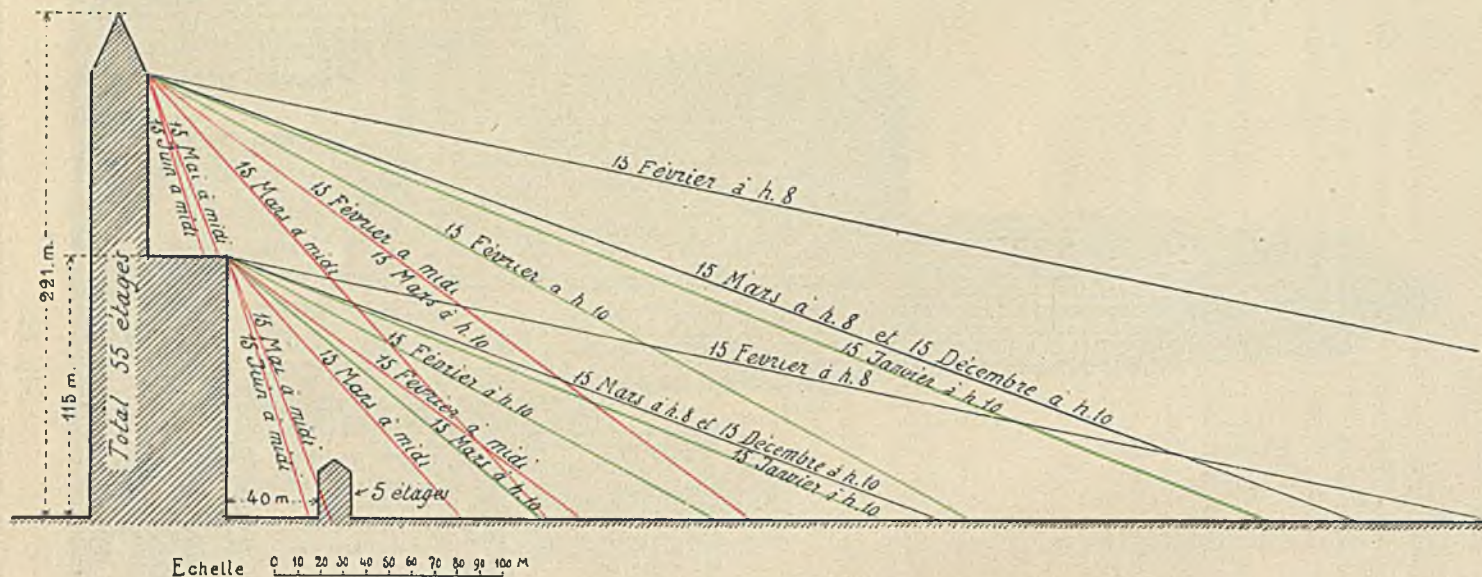 221 m.
115 m.
Total 55 étages
15 Juin à midi
15 Mai à midi
15 Mars à midi
15 Février à midi
15 Mars à h.10
15 Février à h.10
15 Février à h.8
15 Mars à h.8 et 15 Décembre à h.10
15 Janvier à h.10
15 Juin à midi
15 Mai à midi
15 Mars à midi
15 Mars à h.10
15 Février à midi
15 Février à h.10
15 Fevrier à h.8
15 Mars à h.8 et 15 Décembre à h.10
15 Janvier à h.10
40 m.
5 étages
Echelle 0 10 20 30 40 50 60 70 80 90 100 M